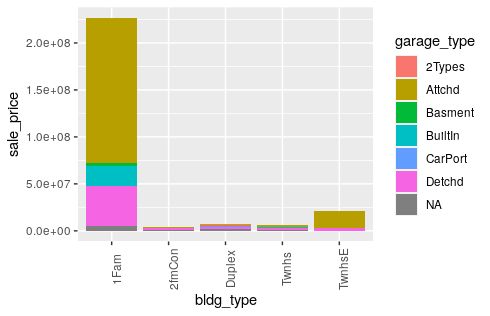 sale_price
2.0e+08
1.5e+08
1.0e+08
5.0e+07
0.0e+00
1Fam
2fmCon
Duplex
Twnhs
TwnhsE
bldg_type
garage_type
2Types
Attchd
Basment
BuiltIn
CarPort
Detchd
NA